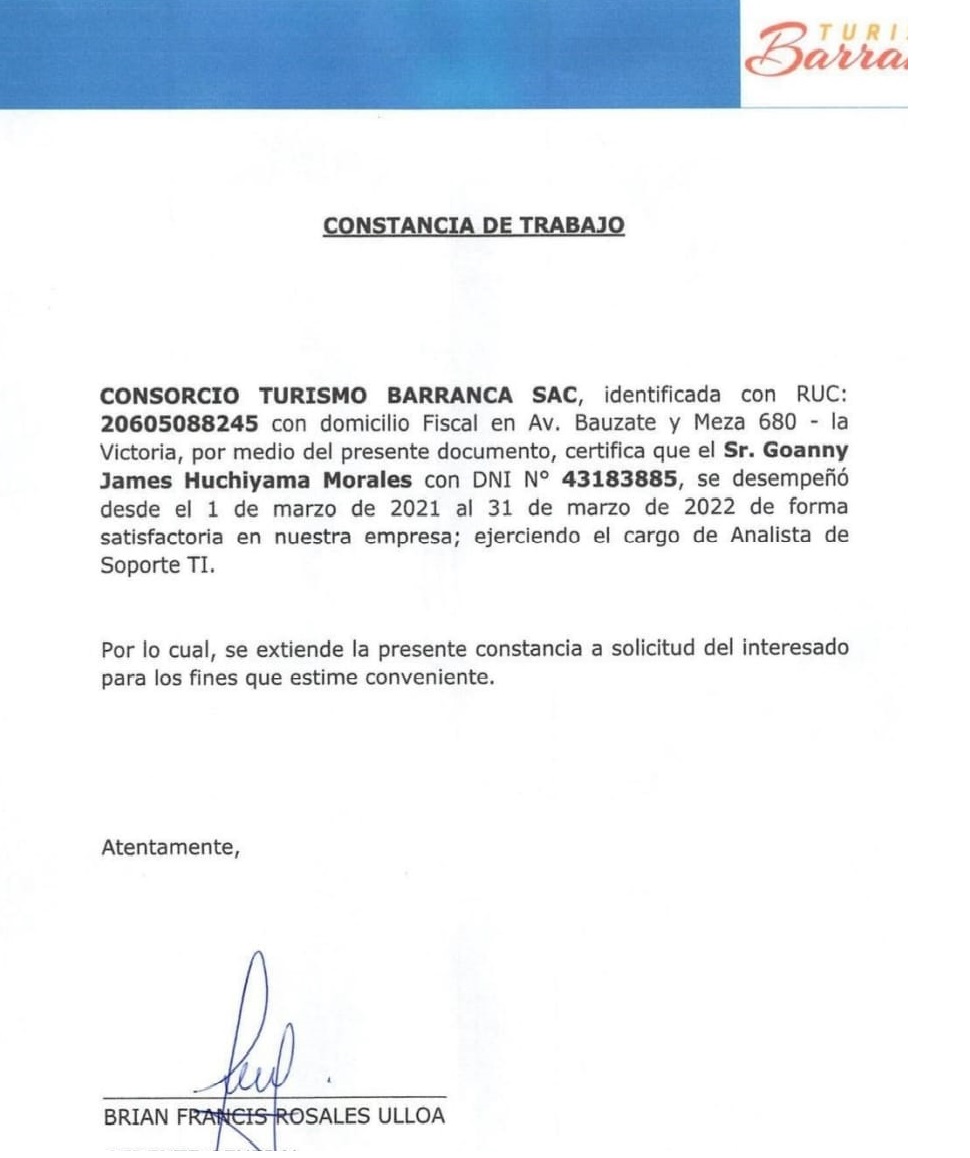 TURI
Barran
CONSTANCIA DE TRABAJO
CONSORCIO TURISMO BARRANCA SAC, identificada con RUC:
20605088245 con domicilio Fiscal en Av. Bauzate y Meza 680 - la
Victoria, por medio del presente documento, certifica que el Sr. Goanny
James Huchiyama Morales con DNI N° 43183885, se desempeñó
desde el 1 de marzo de 2021 al 31 de marzo de 2022 de forma
satisfactoria en nuestra empresa; ejerciendo el cargo de Analista de
Soporte TI.
Por lo cual, se extiende la presente constancia a solicitud del interesado
para los fines que estime conveniente.
Atentamente,
BRIAN FRANCIS ROSALES ULLOA